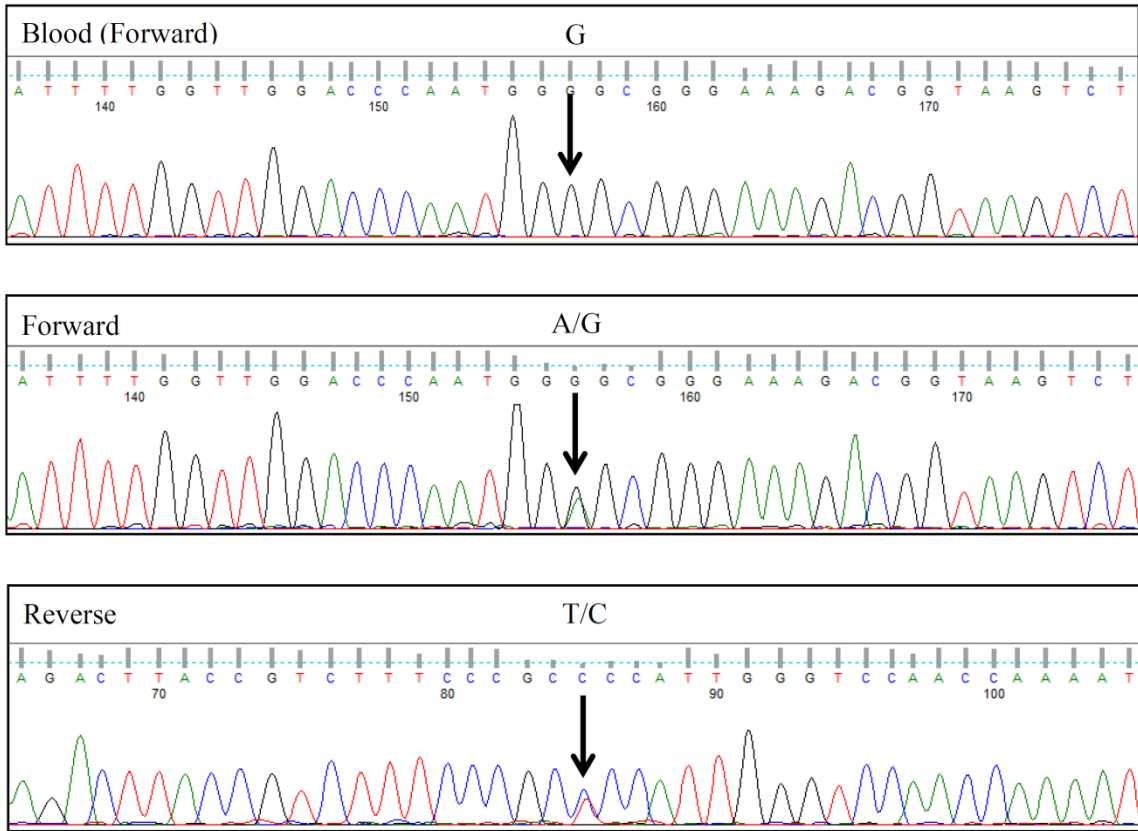 Blood (Forward) G
A T T T T G G T T G G A C C C A A T G G G G C G G G A A A G A C G G T A A G T C T
140 150 160 170
Forward A/G
A T T T T G G T T G G A C C C A A T G G G G C G G G A A A G A C G G T A A G T C T
140 150 160 170
Reverse T/C
A G A C T T A C C G T C T T T C C C G C C C C A T T G G G T C C A A C C A A A A T
70 80 90 100